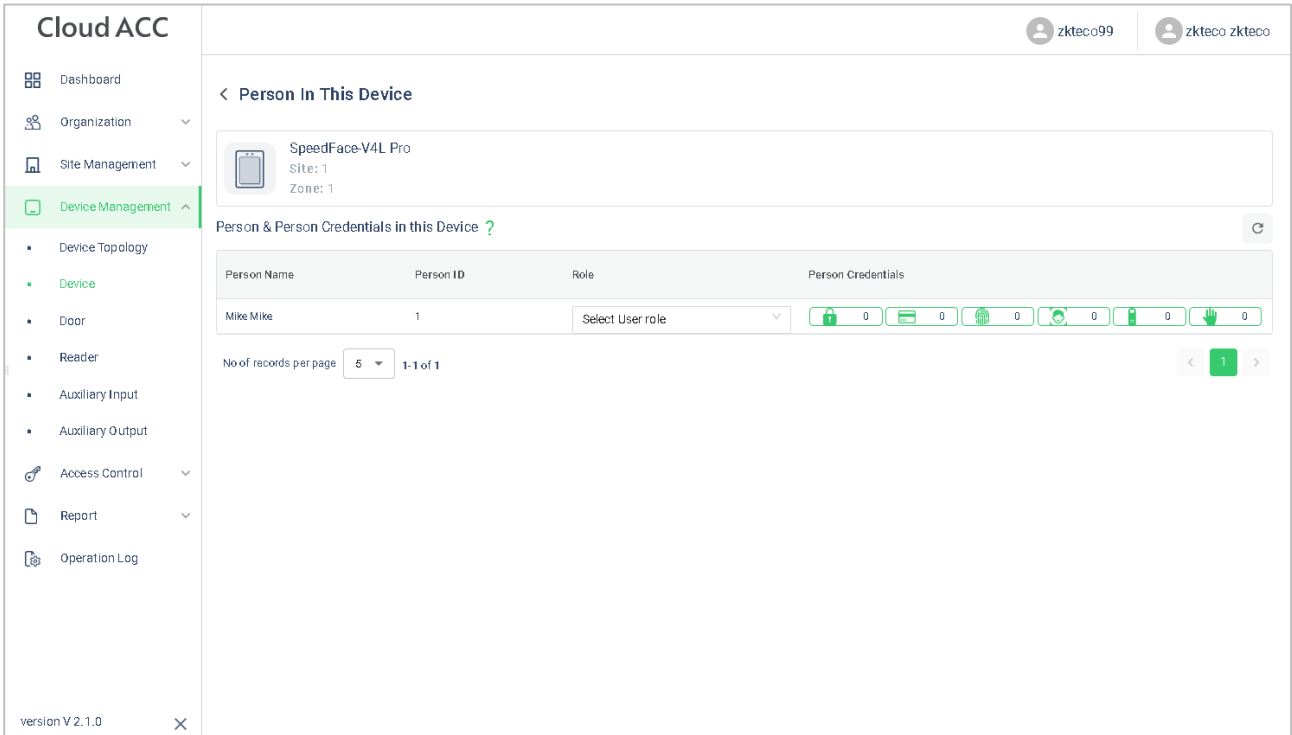 Cloud ACC
zkteco99
zkteco zkteco
Dashboard
Organization
Site Management
Device Management
Device Topology
Device
Door
Reader
Auxiliary Input
Auxiliary Output
Access Control
Report
Operation Log
version V 2.1.0
Person In This Device
SpeedFace-V4L Pro
Site: 1
Zone: 1
Person & Person Credentials in this Device ?
Person Name Person ID Role Person Credentials
Mike Mike 1 Select User role 0 0 0 0 0 0
No of records per page 5 1-1 of 1 < 1 >